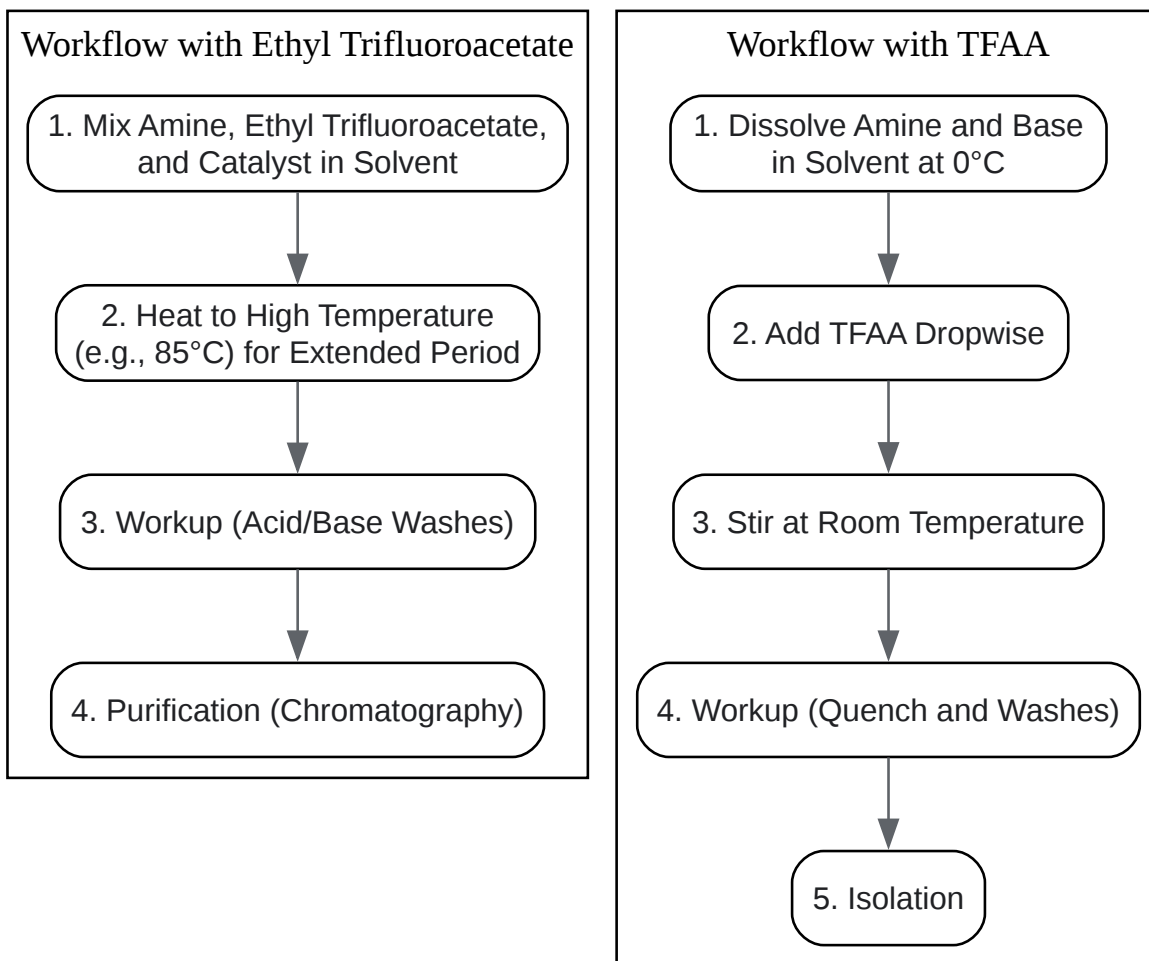 Workflow with Ethyl Trifluoroacetate
1. Mix Amine, Ethyl Trifluoroacetate,
and Catalyst in Solvent
2. Heat to High Temperature
(e.g., 85°C) for Extended Period
3. Workup (Acid/Base Washes)
4. Purification (Chromatography)
Workflow with TFAA
1. Dissolve Amine and Base
in Solvent at 0°C
2. Add TFAA Dropwise
3. Stir at Room Temperature
4. Workup (Quench and Washes)
5. Isolation